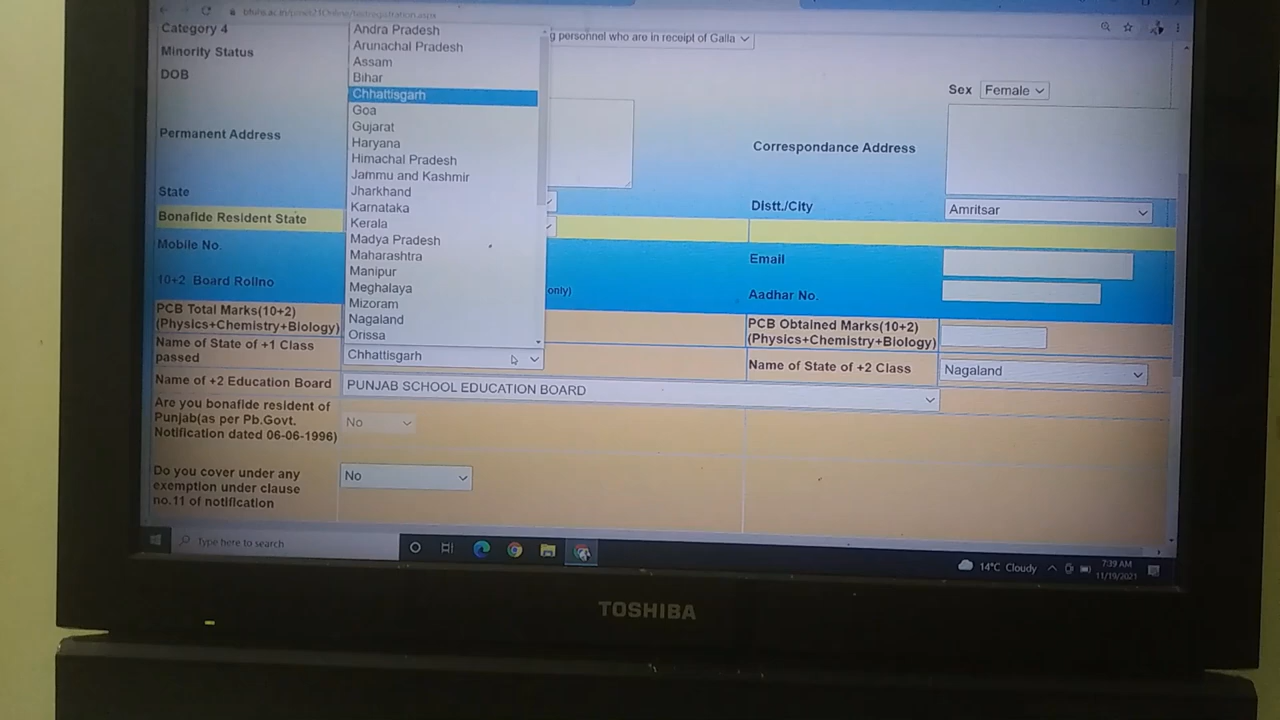 Category 4
g personnel who are in receipt of Galla
Minority Status
DOB
Sex Female
Permanent Address
Correspondance Address
State
Distt./City Amritsar
Bonafide Resident State
Mobile No.
Email
10+2 Board Rollno
only)
Aadhar No.
PCB Total Marks(10+2)
(Physics+Chemistry+Biology)
PCB Obtained Marks(10+2)
(Physics+Chemistry+Biology)
Name of State of +1 Class
passed
Chhattisgarh
Name of State of +2 Class Nagaland
Andra Pradesh
Arunachal Pradesh
Assam
Bihar
Chhattisgarh
Goa
Gujarat
Haryana
Himachal Pradesh
Jammu and Kashmir
Jharkhand
Karnataka
Kerala
Madya Pradesh
Maharashtra
Manipur
Meghalaya
Mizoram
Nagaland
Orissa
Name of +2 Education Board PUNJAB SCHOOL EDUCATION BOARD
Are you bonafide resident of
Punjab(as per Pb.Govt.
Notification dated 06-06-1996)
No
Do you cover under any
exemption under clause
no.11 of notification
No
Type here to search
14°C Cloudy
7:39 AM
11/19/2021
TOSHIBA